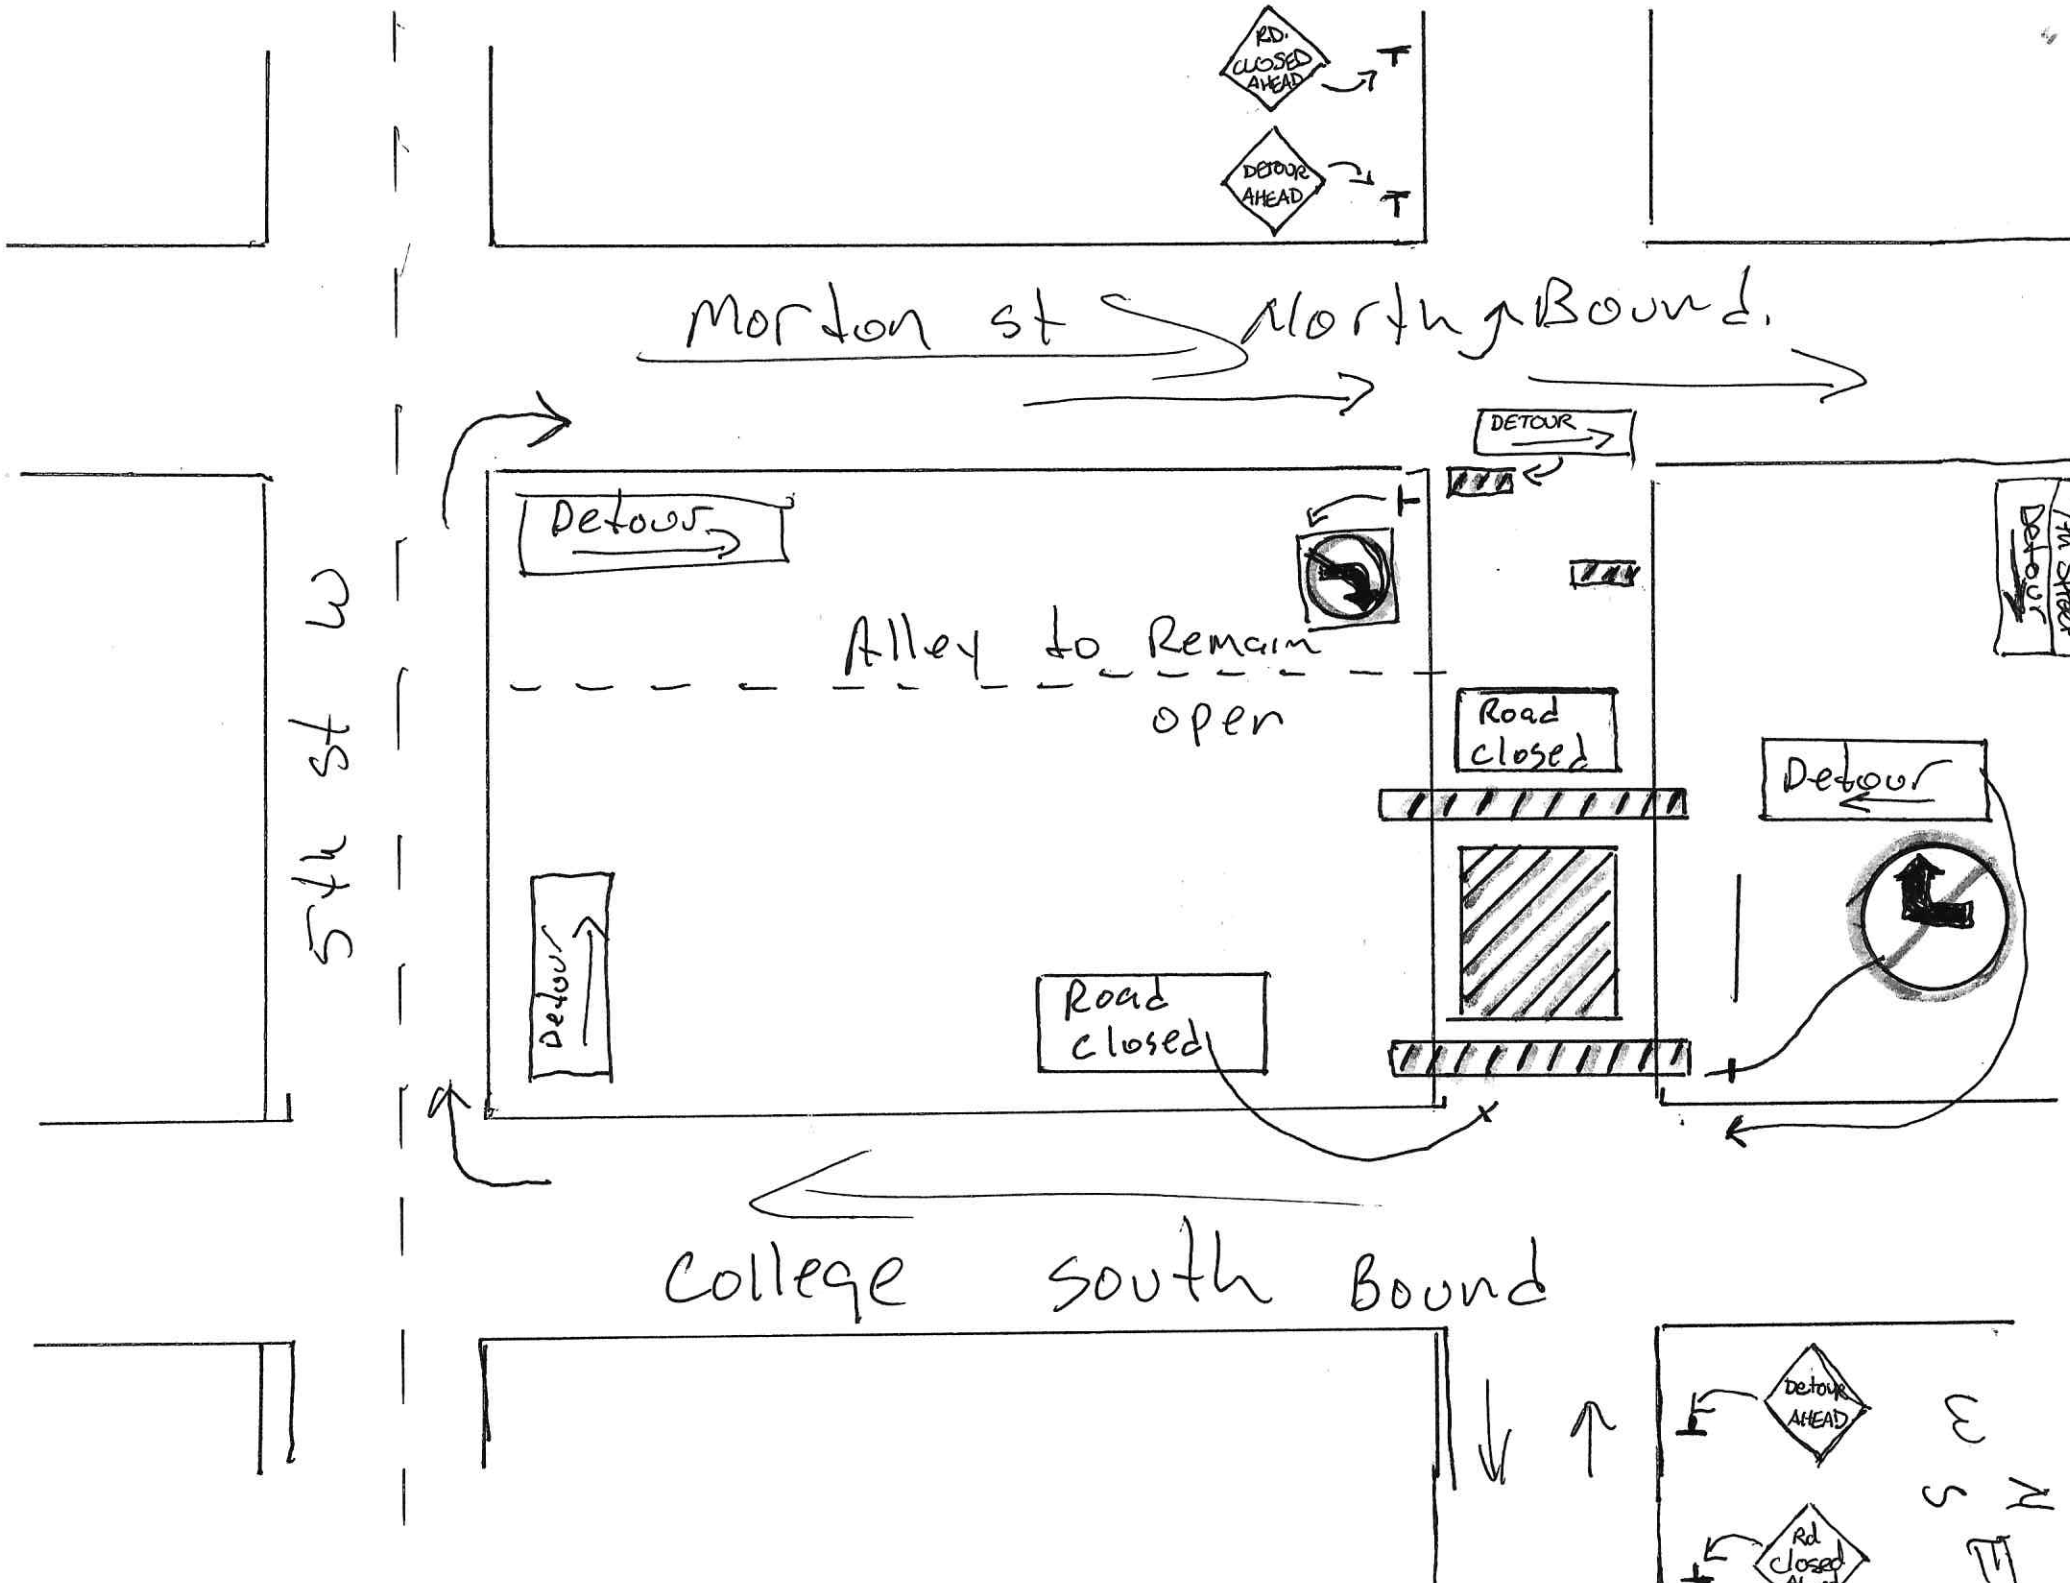 RD.
CLOSED
AHEAD
DETOUR
AHEAD
Morton st North Bound.
DETOUR
Detour
Detour
Alley to Remain
open
Road
closed
Detour
5th st W
Detour
Road
closed
College south Bound
Detour
AHEAD
Rd
closed